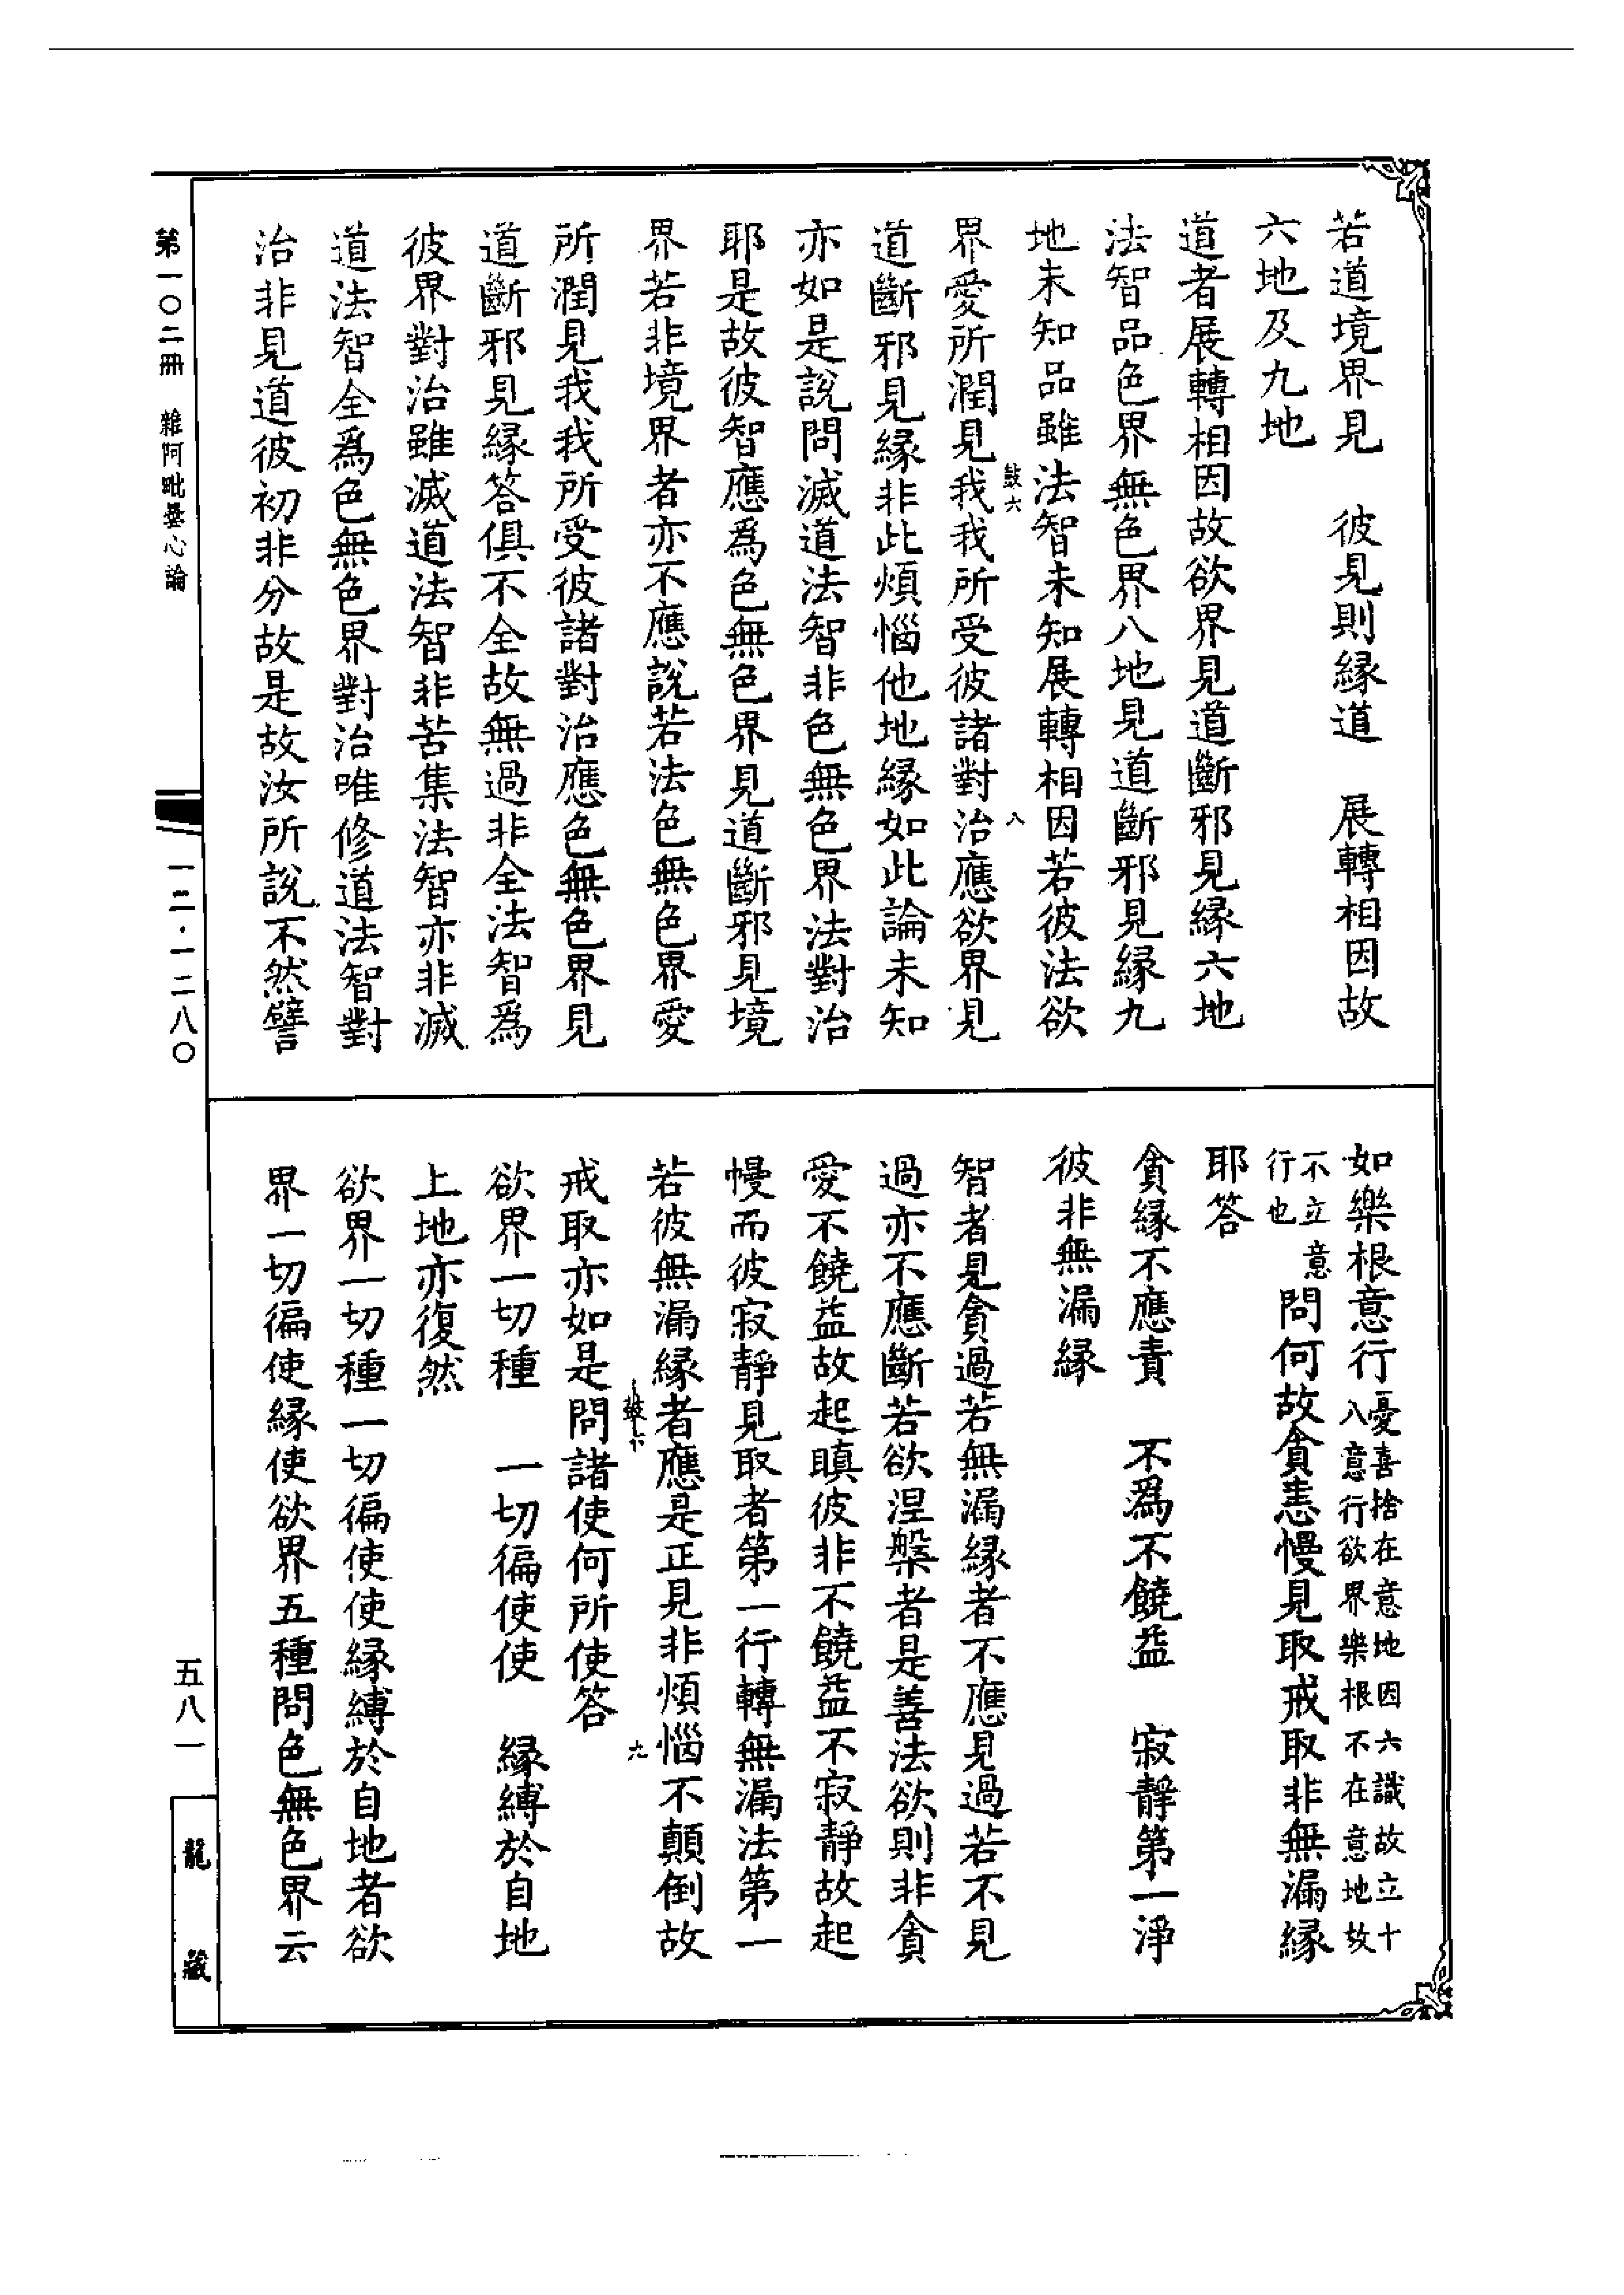 若道境界見　彼見則緣道　展轉相因故
六地及九地
道者展轉相因故欲界見道斷邪見緣六地
法智品色界無色界八地見道斷邪見緣九
地未知品雖法智未知展轉相因若彼法欲
界愛所潤見我我所受彼諸對治應欲界見
道斷邪見緣非此煩惱他地緣如此論未知
亦如是說問滅道法智非色無色界法對治
耶是故彼智應爲色無色界見道斷邪見境
界若非境界者亦不應說若法色無色界愛
所潤見我我所受彼諸對治應色無色界見
道斷邪見緣答俱不全故無過非全法智爲
彼界對治雖滅道法智非苦集法智亦非滅
道法智全爲色無色界對治唯修道法智對
治非見道彼初非分故是故汝所說不然譬
鼓六
八
如樂根意行憂喜捨在意地因六識故立十
八意行欲界樂根不在意地故
不立意
行也
問何故貪恚慢見取戒取非無漏緣
耶答
貪緣不應責　不爲不饒益　寂靜第一淨
彼非無漏緣
智者見貪過若無漏緣者不應見過若不見
過亦不應斷若欲涅槃者是善法欲則非貪
愛不饒益故起瞋彼非不饒益不寂靜故起
慢而彼寂靜見取者第一行轉無漏法第一
若彼無漏緣者應是正見非煩惱不顛倒故
戒取亦如是問諸使何所使答
欲界一切種　一切徧使使　緣縛於自地
上地亦復然
欲界一切種一切徧使使緣縛於自地者欲
界一切徧使緣使欲界五種問色無色界云
鼓六
九
第一〇二冊　雜阿毗曇心論
一二·一二八〇
五八一
龍藏